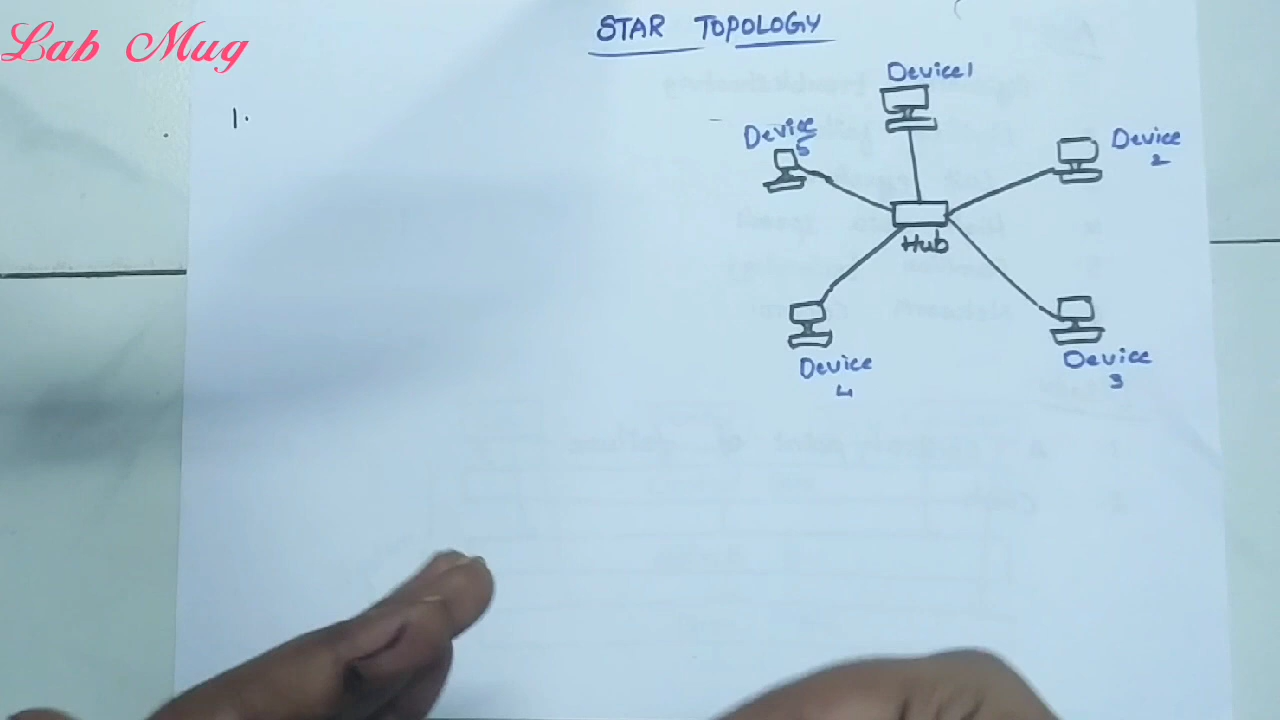 Lab Mug
STAR TOPOLOGY
1.
Device1
Device
5
Device
2
Hub
Device
4
Device
3